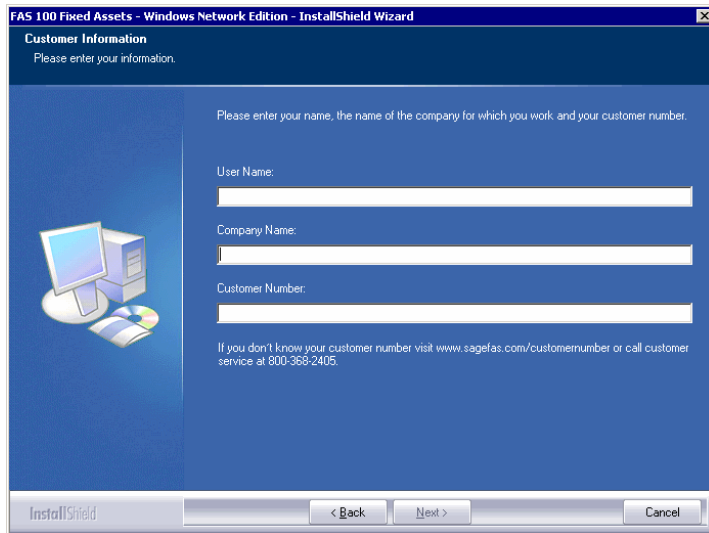 FAS 100 Fixed Assets - Windows Network Edition - InstallShield Wizard
Customer Information
Please enter your information.
Please enter your name, the name of the company for which you work and your customer number.
User Name:
Company Name:
Customer Number:
If you don't know your customer number visit www.sagefas.com/customernumber or call customer
service at 800-368-2405.
InstallShield
< Back
Next >
Cancel